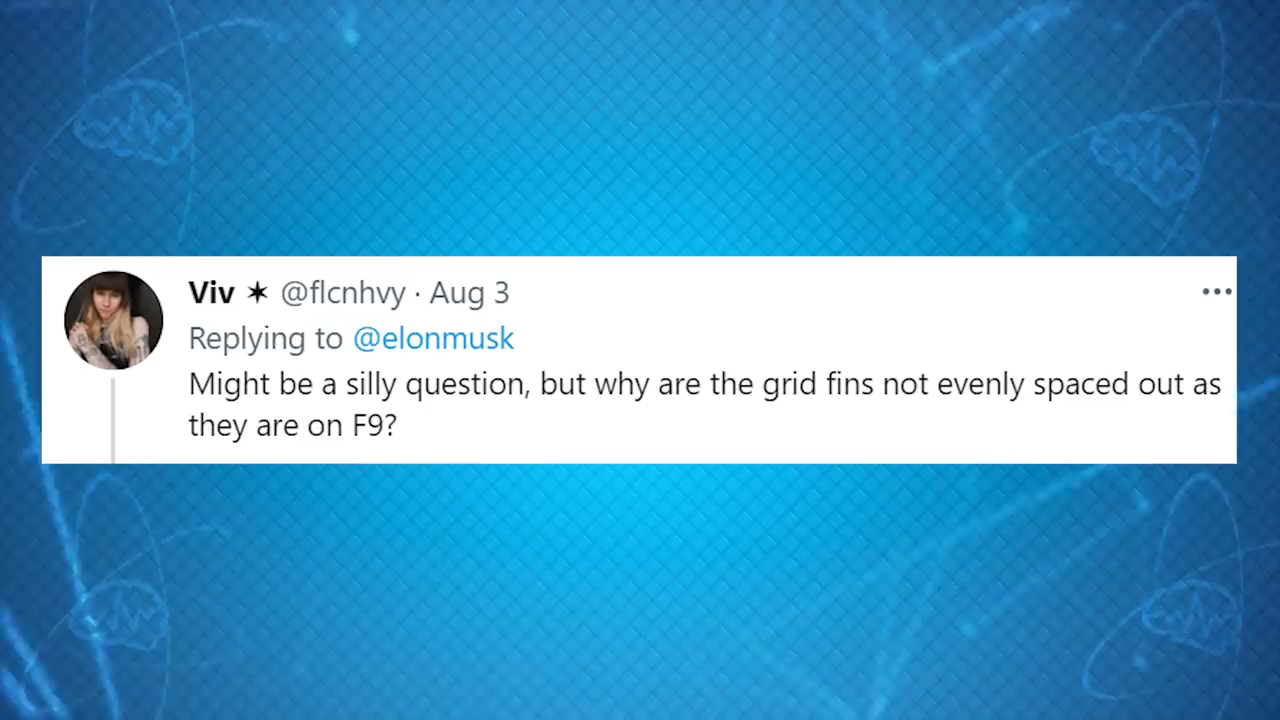 Viv ✶ @flcnhvy · Aug 3
Replying to @elonmusk
Might be a silly question, but why are the grid fins not evenly spaced out as
they are on F9?